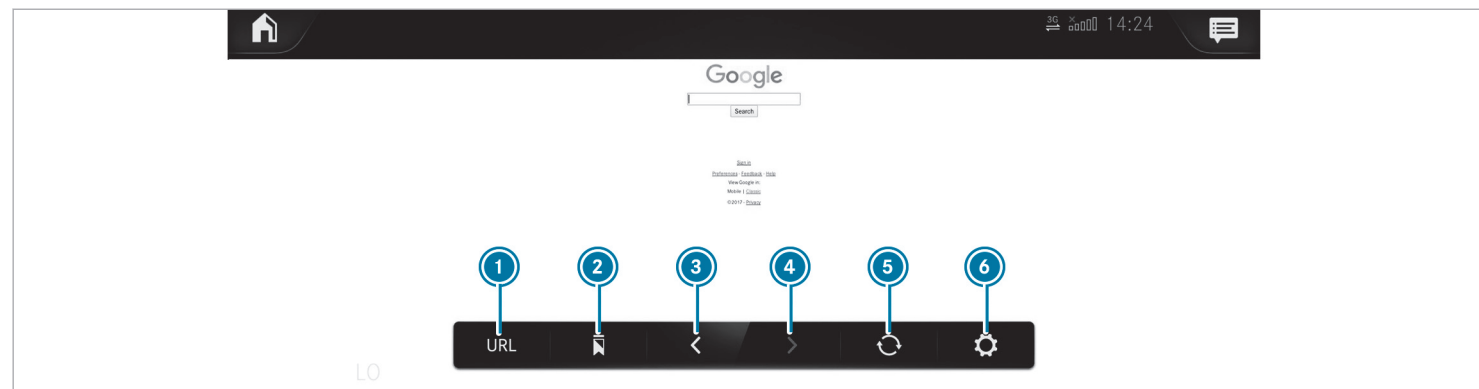 3G 14:24
Google
Search
Sign in
Preferences - Feedback - Help
View Google in:
Mobile | Classic
©2017 - Privacy
1 2 3 4 5 6
URL
LO